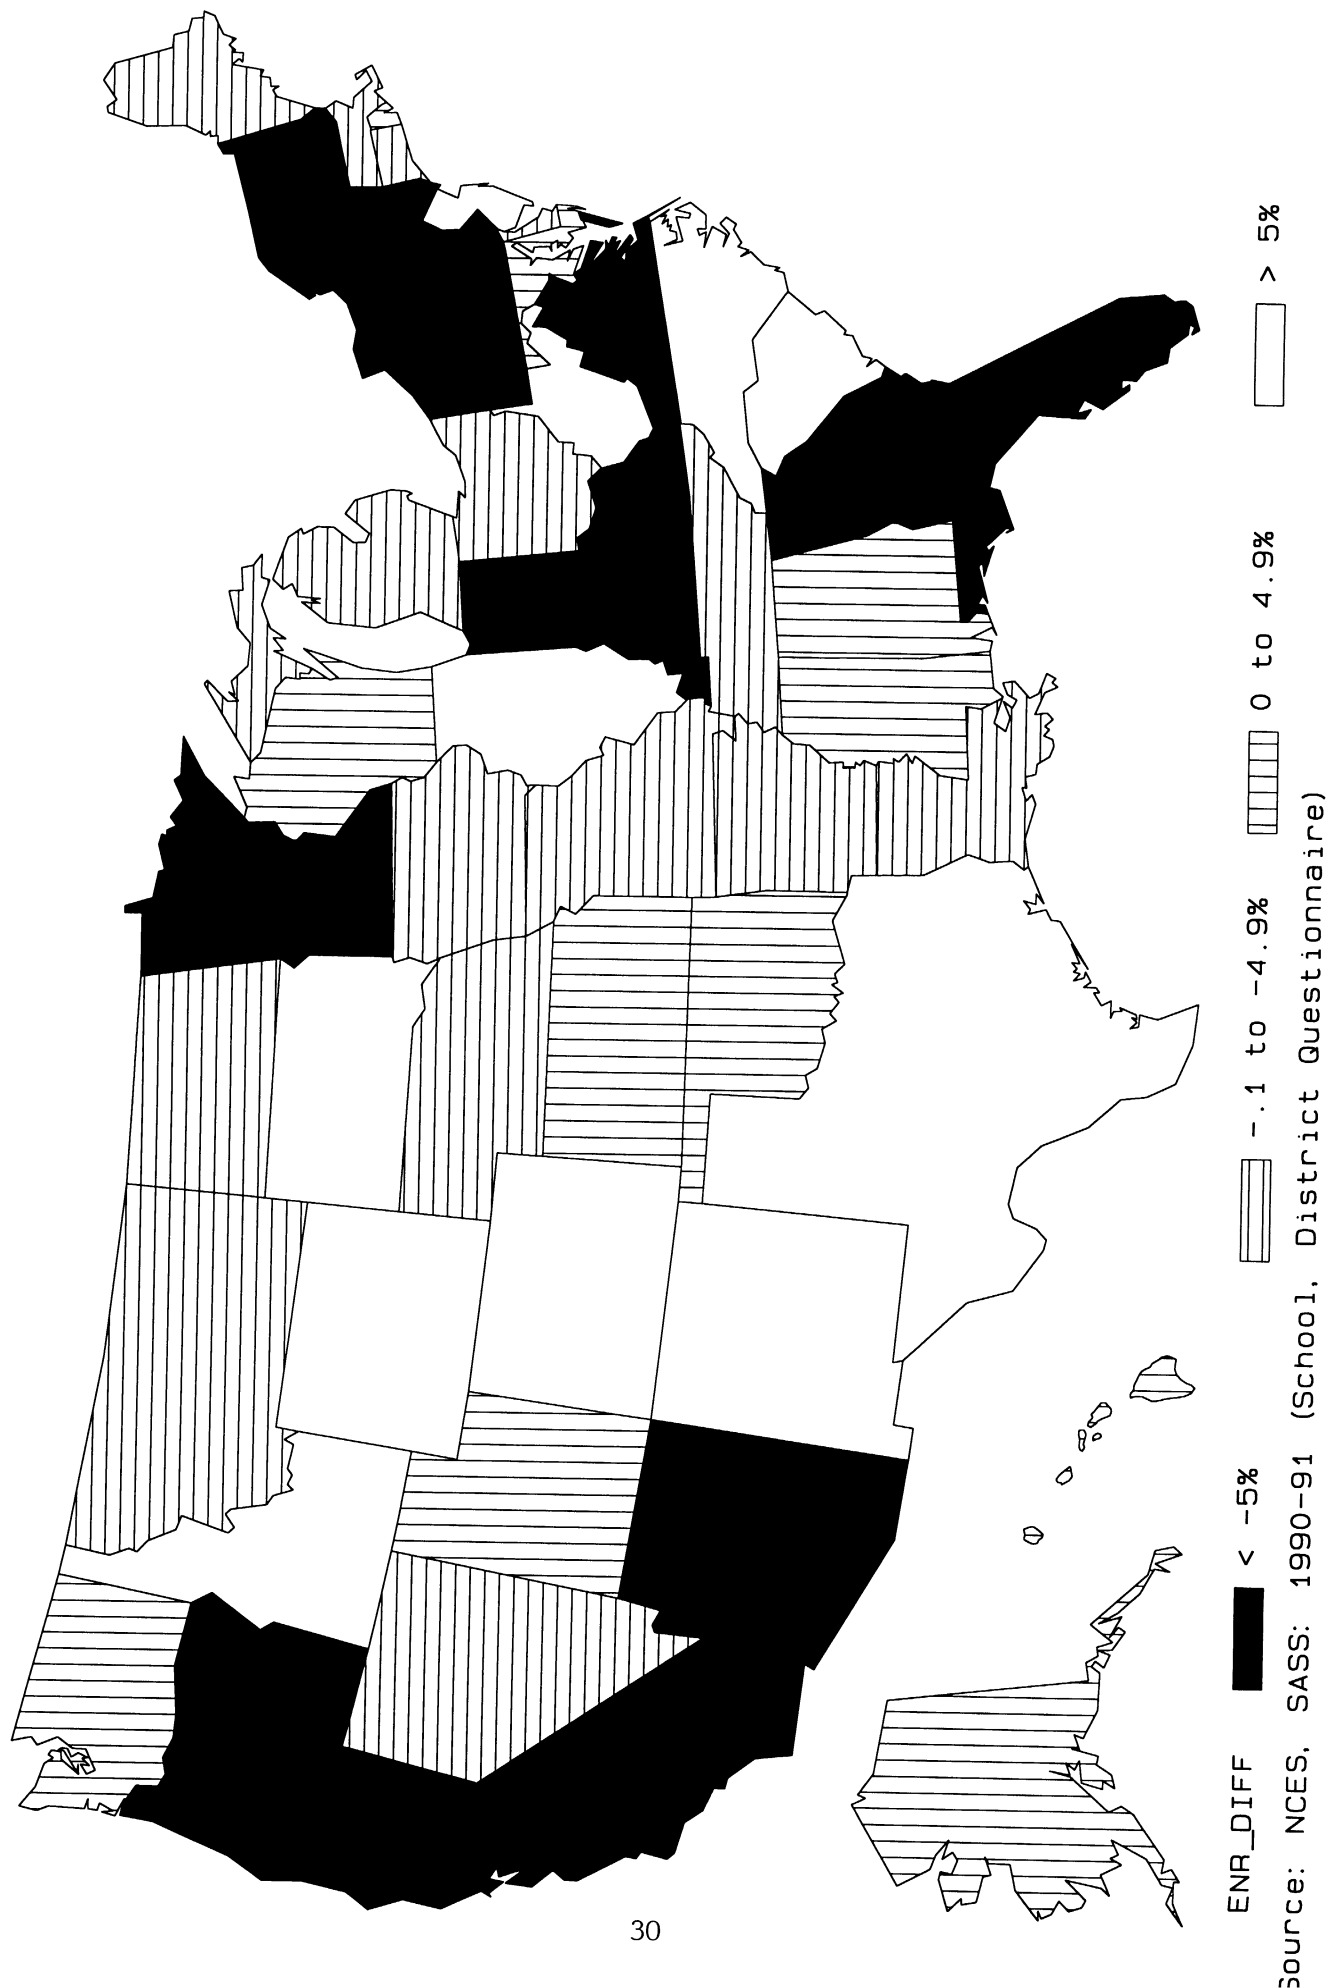 ENR_DIFF < -5% -.1 to -4.9% 0 to 4.9% > 5%
Source: NCES, SASS: 1990-91 (School, District Questionnaire)
30